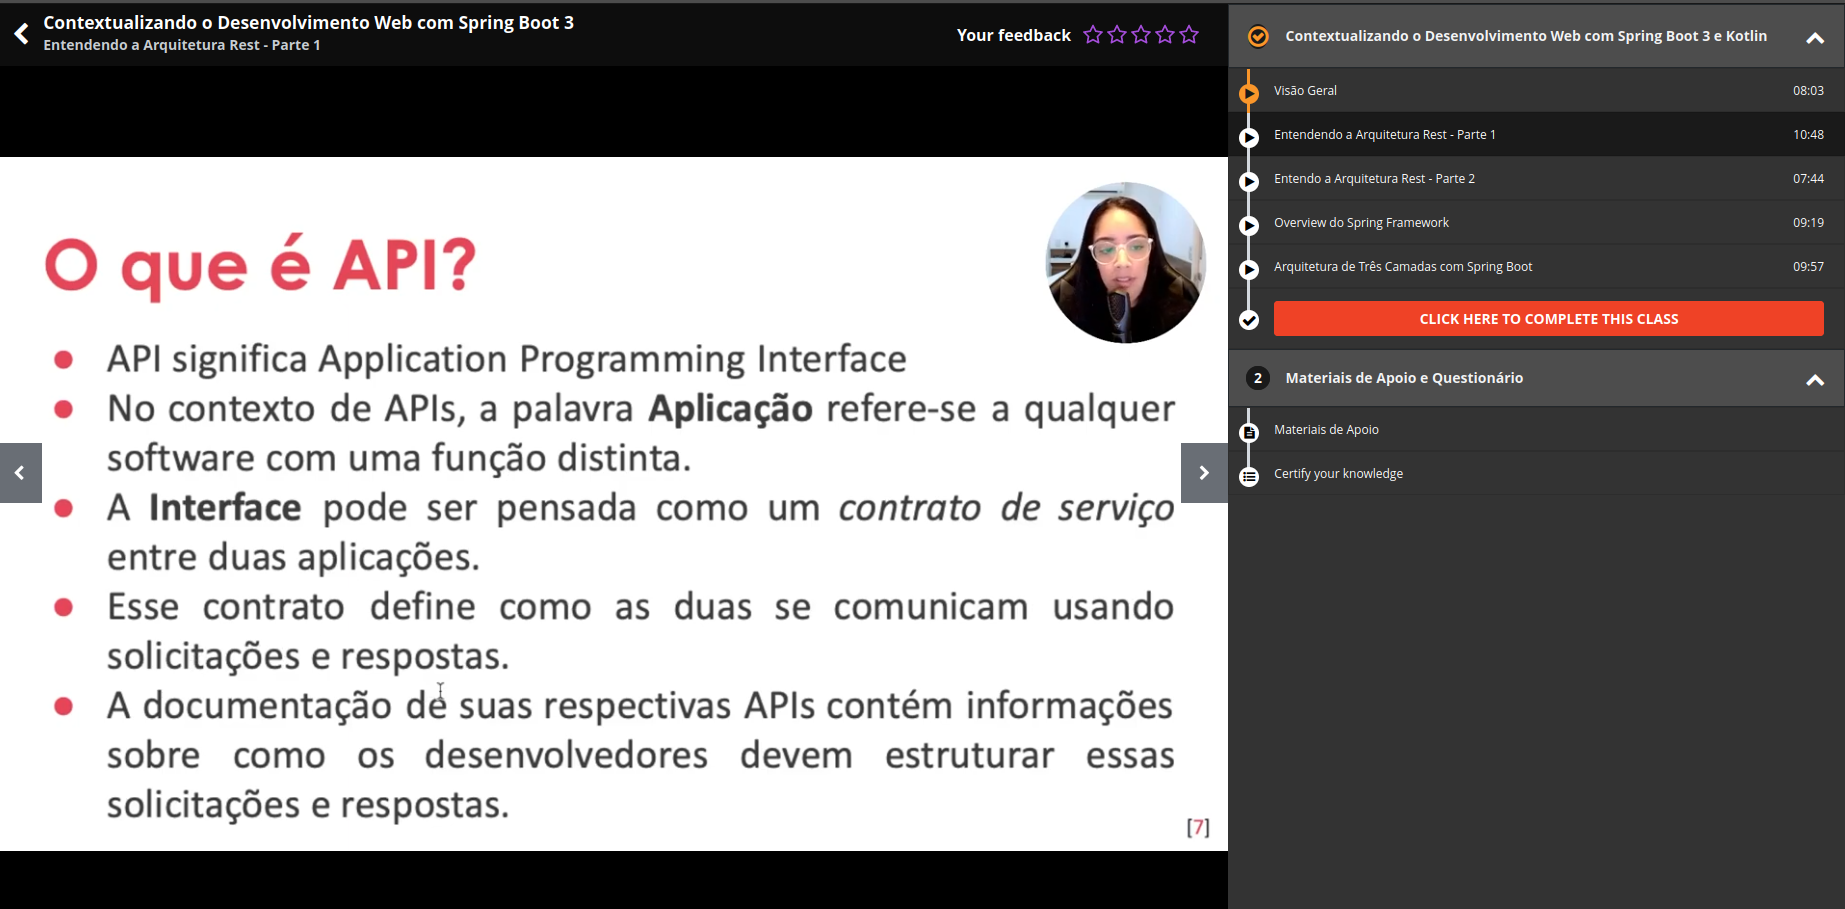 Contextualizando o Desenvolvimento Web com Spring Boot 3
Entendendo a Arquitetura Rest - Parte 1
Your feedback
O que é API?
API significa Application Programming Interface
No contexto de APIs, a palavra Aplicação refere-se a qualquer
software com uma função distinta.
A Interface pode ser pensada como um contrato de serviço
entre duas aplicações.
Esse contrato define como as duas se comunicam usando
solicitações e respostas.
A documentação de suas respectivas APIs contém informações
sobre como os desenvolvedores devem estruturar essas
solicitações e respostas.
[7]
Contextualizando o Desenvolvimento Web com Spring Boot 3 e Kotlin
Visão Geral 08:03
Entendendo a Arquitetura Rest - Parte 1 10:48
Entendo a Arquitetura Rest - Parte 2 07:44
Overview do Spring Framework 09:19
Arquitetura de Três Camadas com Spring Boot 09:57
CLICK HERE TO COMPLETE THIS CLASS
2 Materiais de Apoio e Questionário
Materiais de Apoio
Certify your knowledge